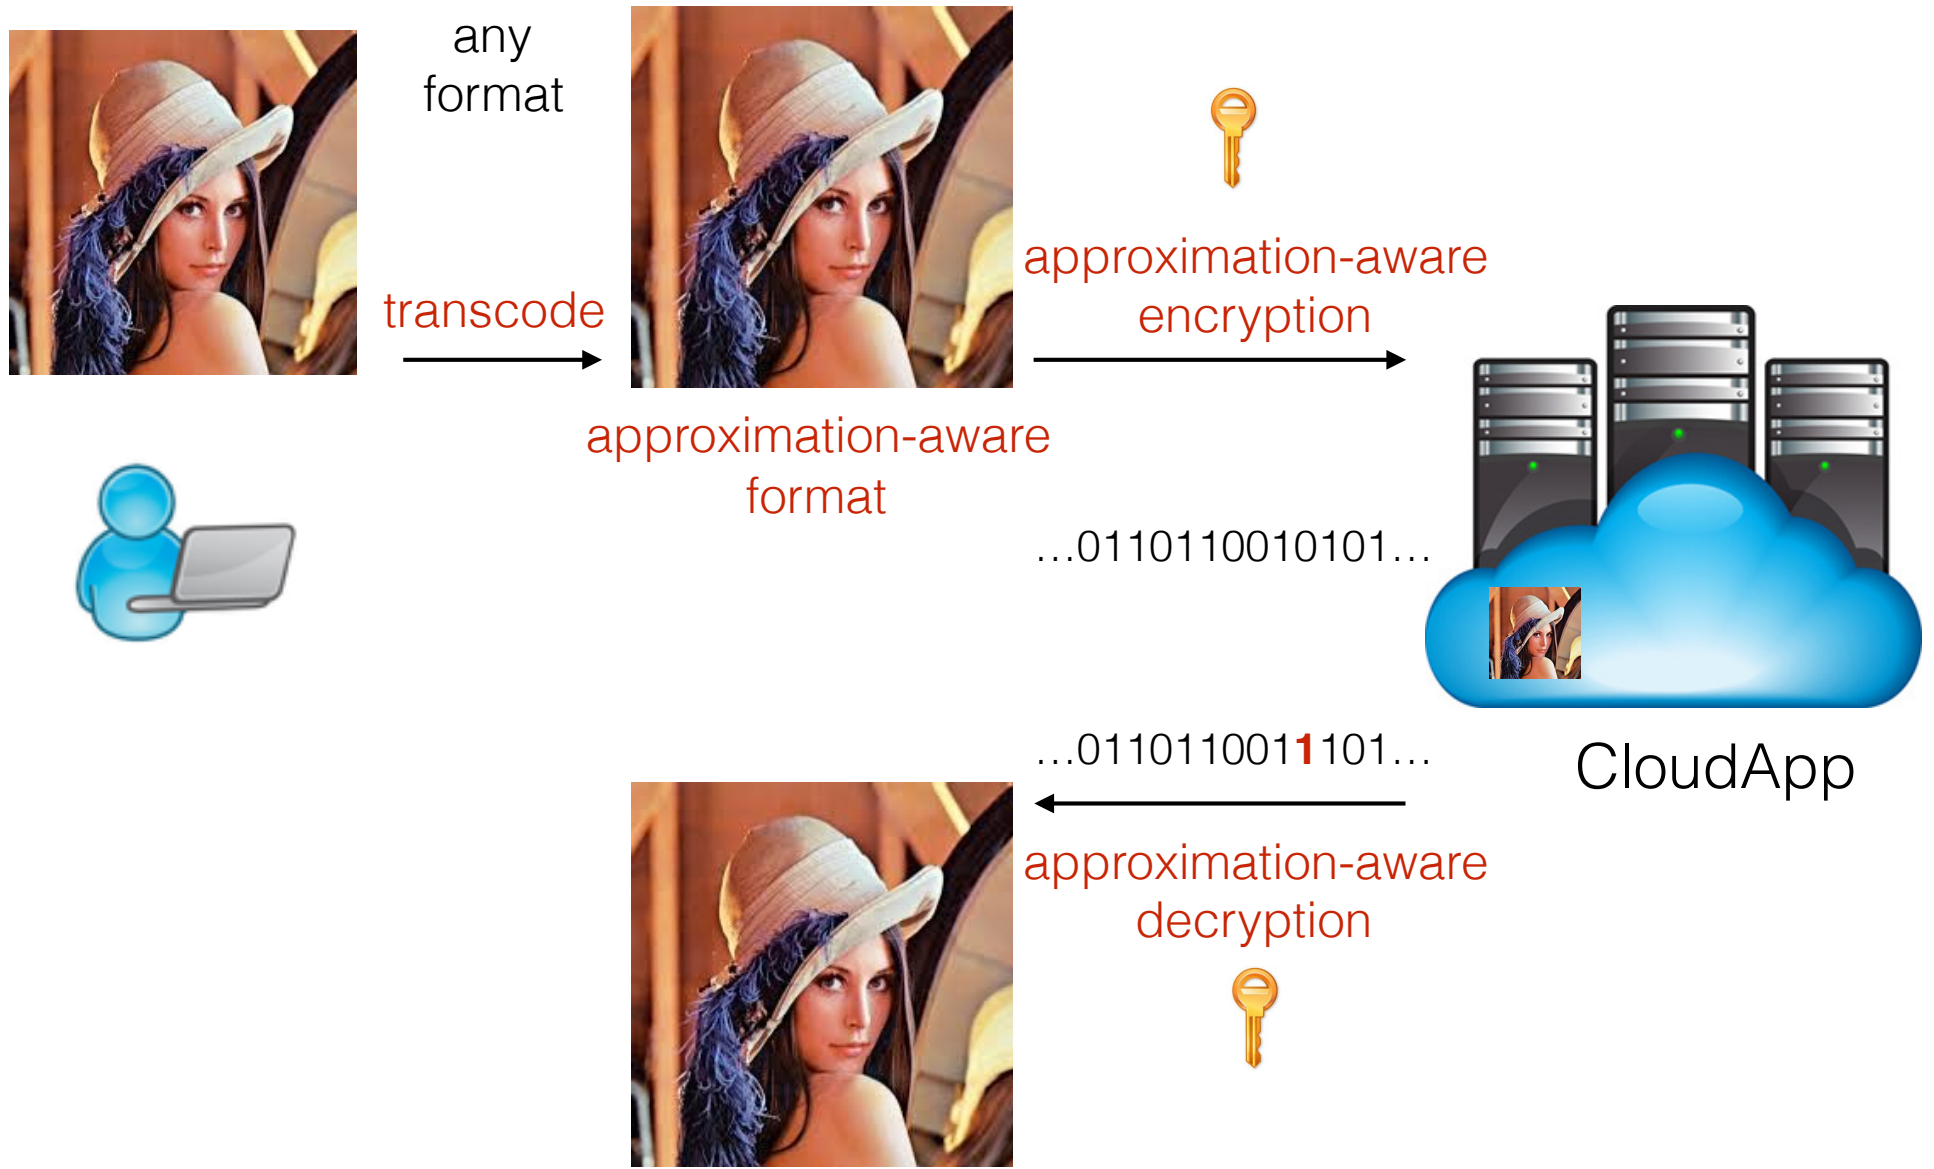 any
format
transcode
approximation-aware
format
approximation-aware
encryption
...0110110010101...
...0110110011101...
approximation-aware
decryption
CloudApp